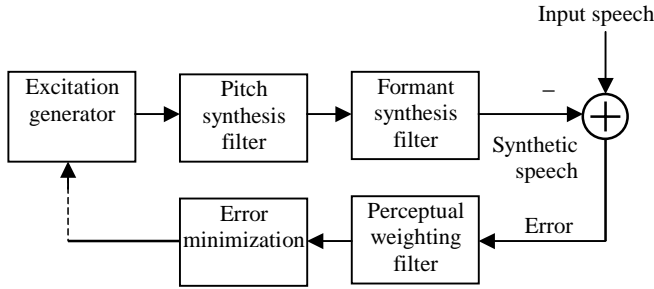 Input speech
Excitation
generator
Pitch
synthesis
filter
Formant
synthesis
filter
–
Synthetic
speech
Error
minimization
Perceptual
weighting
filter
Error